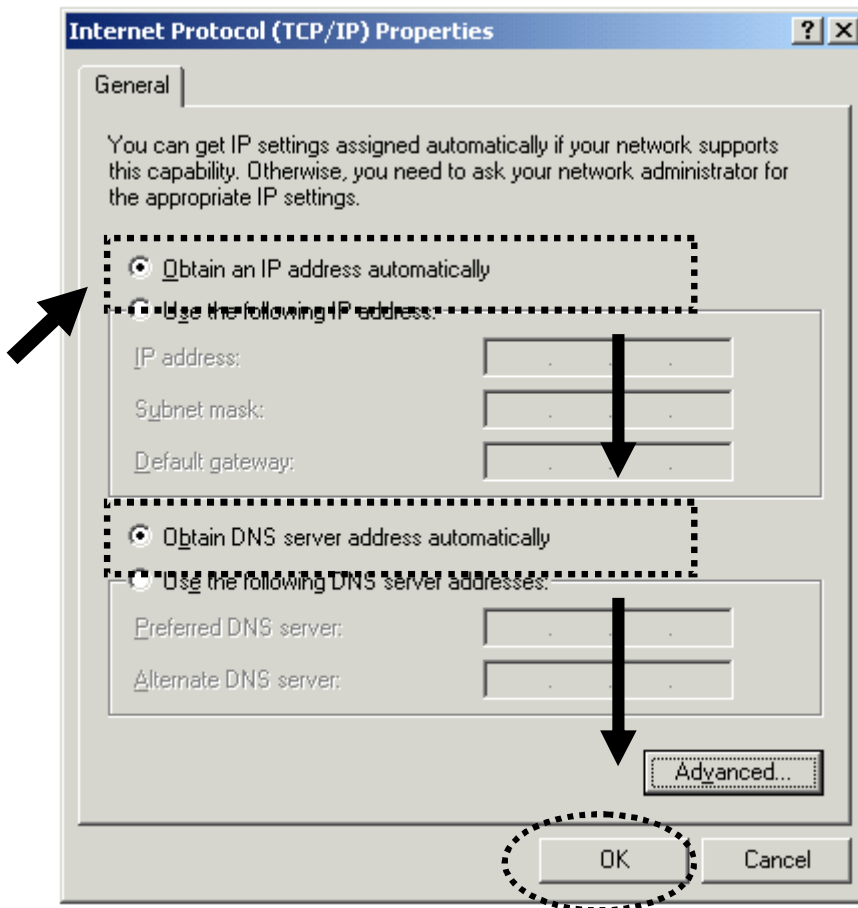 Internet Protocol (TCP/IP) Properties
General
You can get IP settings assigned automatically if your network supports
this capability. Otherwise, you need to ask your network administrator for
the appropriate IP settings.
Obtain an IP address automatically
Use the following IP address:
IP address:
Subnet mask:
Default gateway:
Obtain DNS server address automatically
Use the following DNS server addresses:
Preferred DNS server:
Alternate DNS server:
Advanced...
OK Cancel